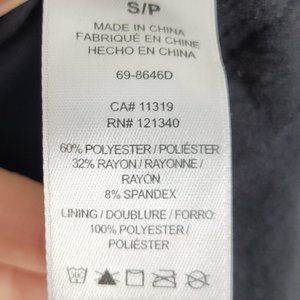 S/P
MADE IN CHINA
FABRIQUÉ EN CHINE
HECHO EN CHINA
69-8646D
CA# 11319
RN# 121340
60% POLYESTER / POLIÉSTER
32% RAYON / RAYONNE /
RAYÓN
8% SPANDEX
LINING / DOUBLURE / FORRO:
100% POLYESTER /
POLIÉSTER